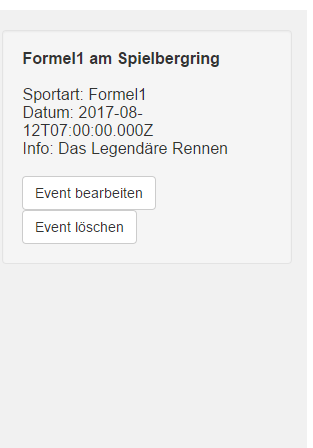 Formel1 am Spielbergring
Sportart: Formel1
Datum: 2017-08-
12T07:00:00.000Z
Info: Das Legendäre Rennen
Event bearbeiten
Event löschen